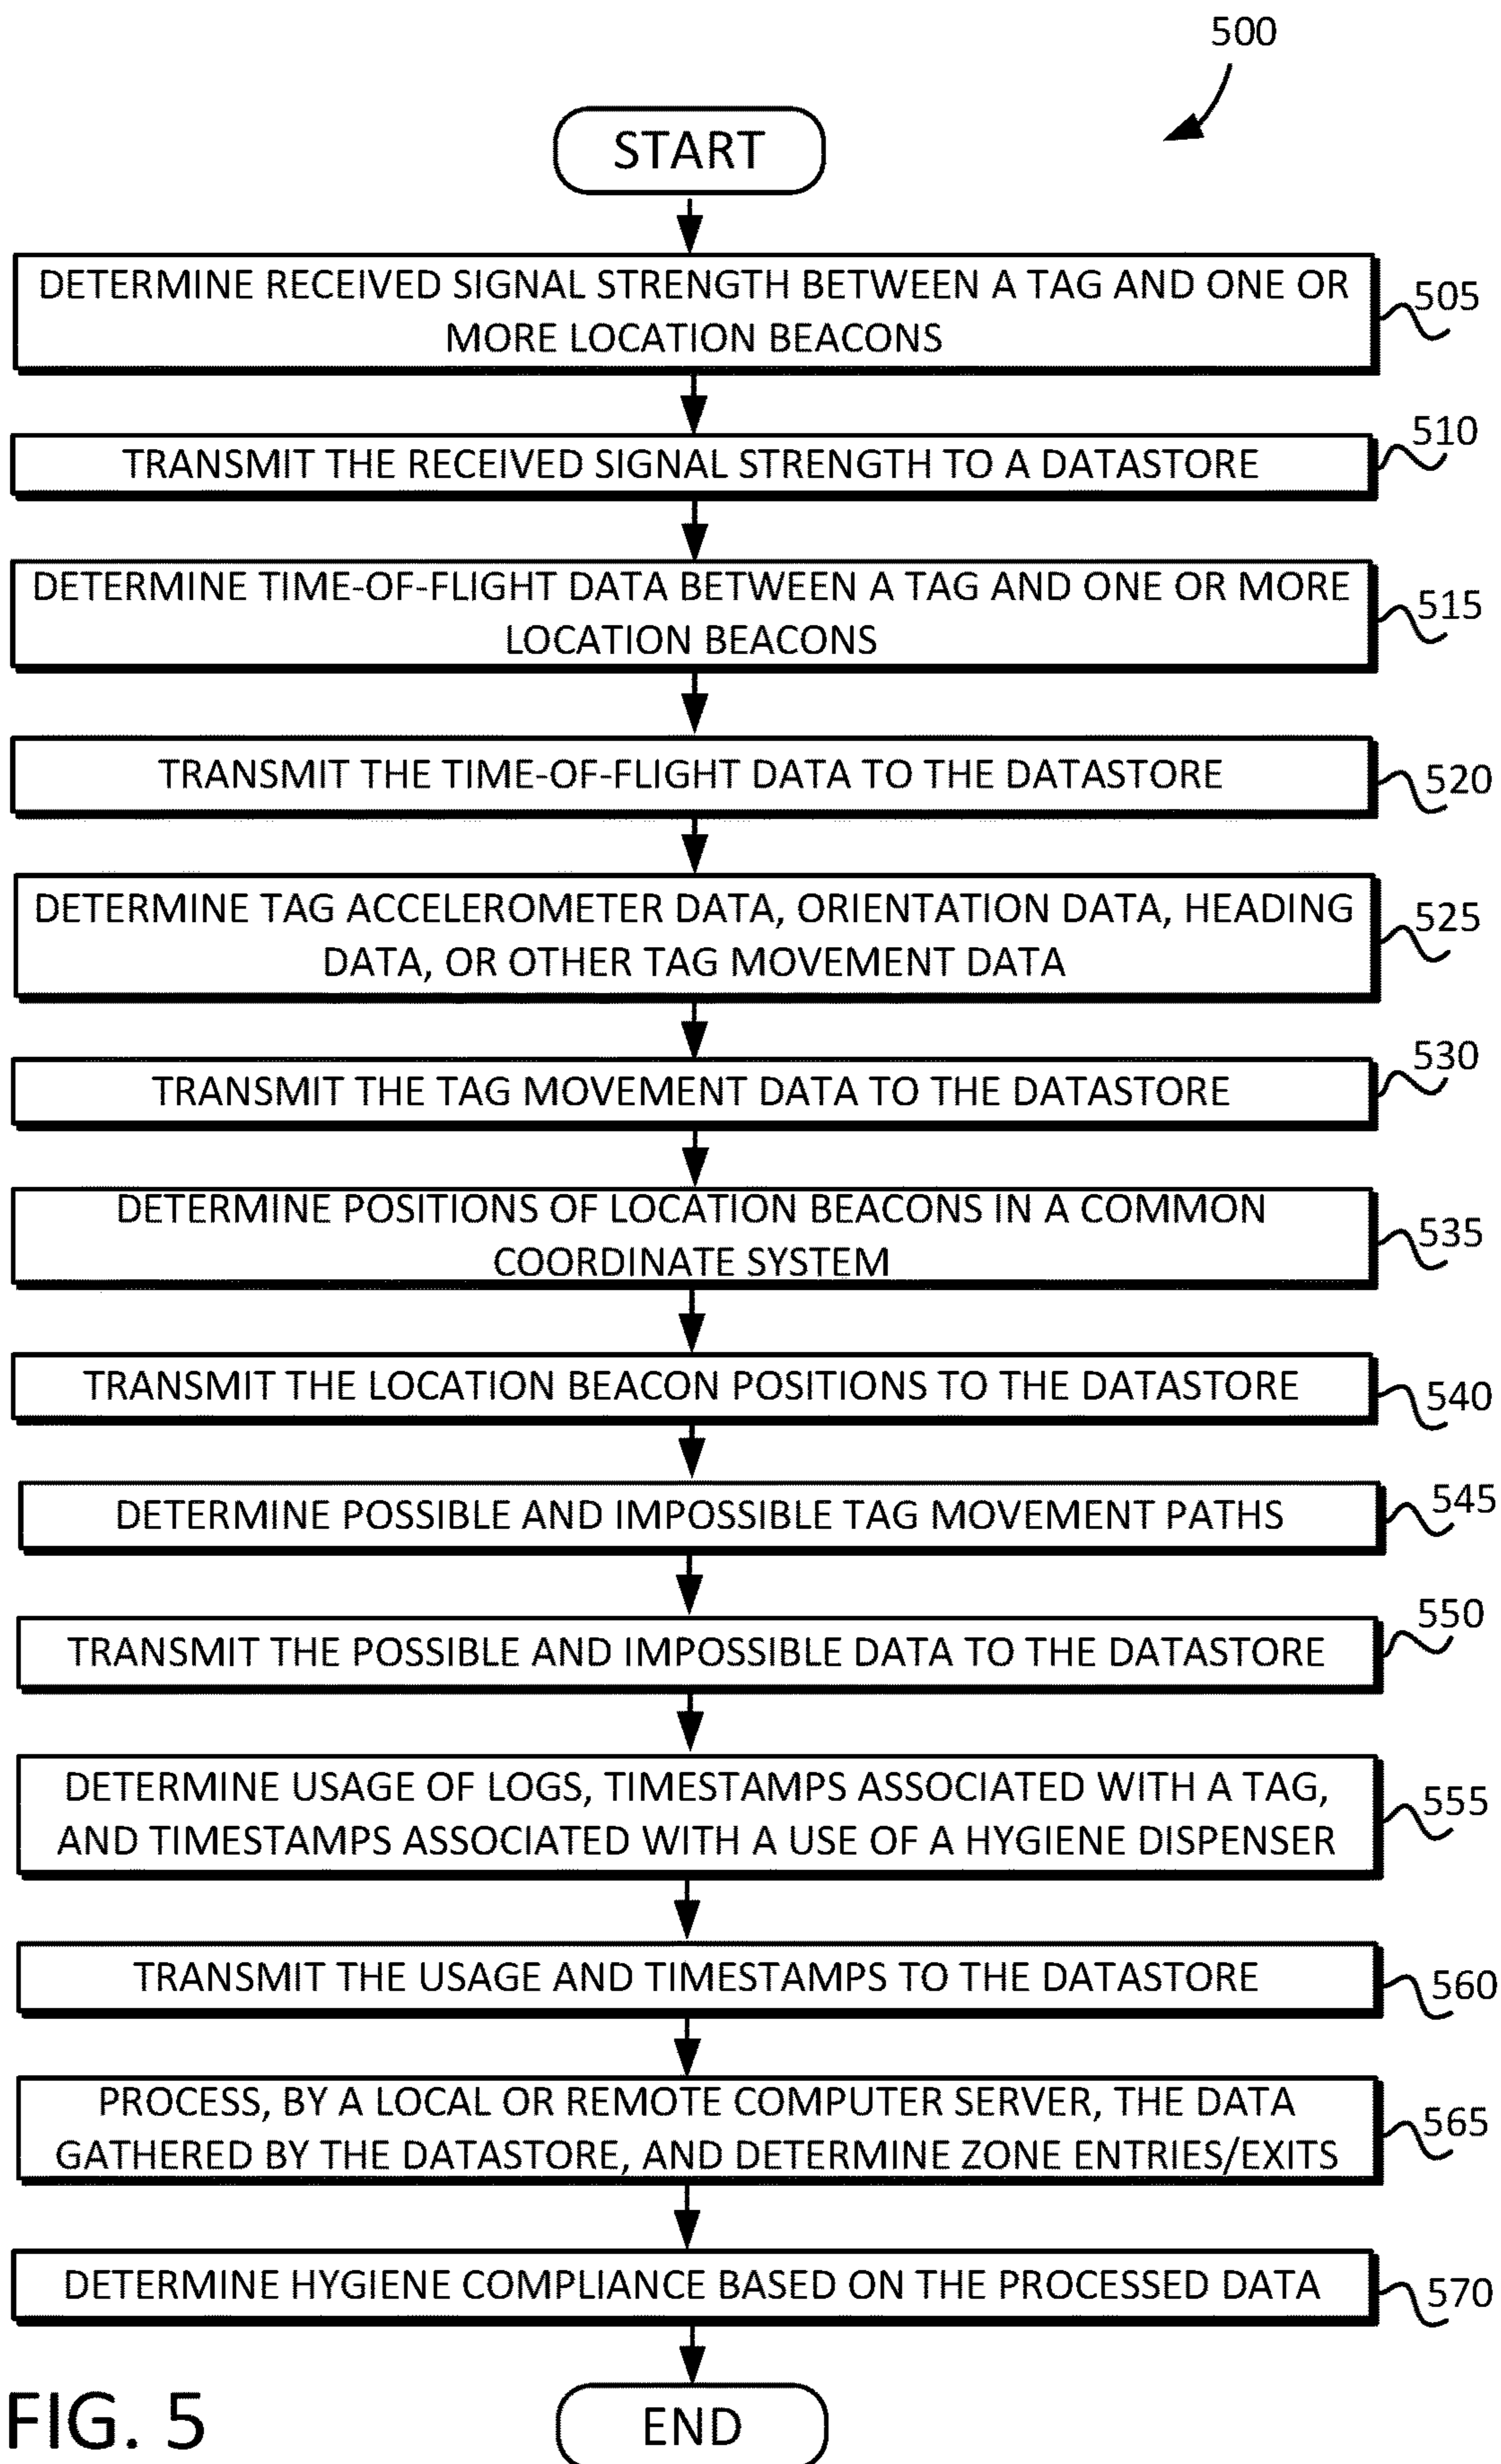 500
START
DETERMINE RECEIVED SIGNAL STRENGTH BETWEEN A TAG AND ONE OR
MORE LOCATION BEACONS
505
TRANSMIT THE RECEIVED SIGNAL STRENGTH TO A DATASTORE
510
DETERMINE TIME-OF-FLIGHT DATA BETWEEN A TAG AND ONE OR MORE
LOCATION BEACONS
515
TRANSMIT THE TIME-OF-FLIGHT DATA TO THE DATASTORE
520
DETERMINE TAG ACCELEROMETER DATA, ORIENTATION DATA, HEADING
DATA, OR OTHER TAG MOVEMENT DATA
525
TRANSMIT THE TAG MOVEMENT DATA TO THE DATASTORE
530
DETERMINE POSITIONS OF LOCATION BEACONS IN A COMMON
COORDINATE SYSTEM
535
TRANSMIT THE LOCATION BEACON POSITIONS TO THE DATASTORE
540
DETERMINE POSSIBLE AND IMPOSSIBLE TAG MOVEMENT PATHS
545
TRANSMIT THE POSSIBLE AND IMPOSSIBLE DATA TO THE DATASTORE
550
DETERMINE USAGE OF LOGS, TIMESTAMPS ASSOCIATED WITH A TAG,
AND TIMESTAMPS ASSOCIATED WITH A USE OF A HYGIENE DISPENSER
555
TRANSMIT THE USAGE AND TIMESTAMPS TO THE DATASTORE
560
PROCESS, BY A LOCAL OR REMOTE COMPUTER SERVER, THE DATA
GATHERED BY THE DATASTORE, AND DETERMINE ZONE ENTRIES/EXITS
565
DETERMINE HYGIENE COMPLIANCE BASED ON THE PROCESSED DATA
570
END
FIG. 5